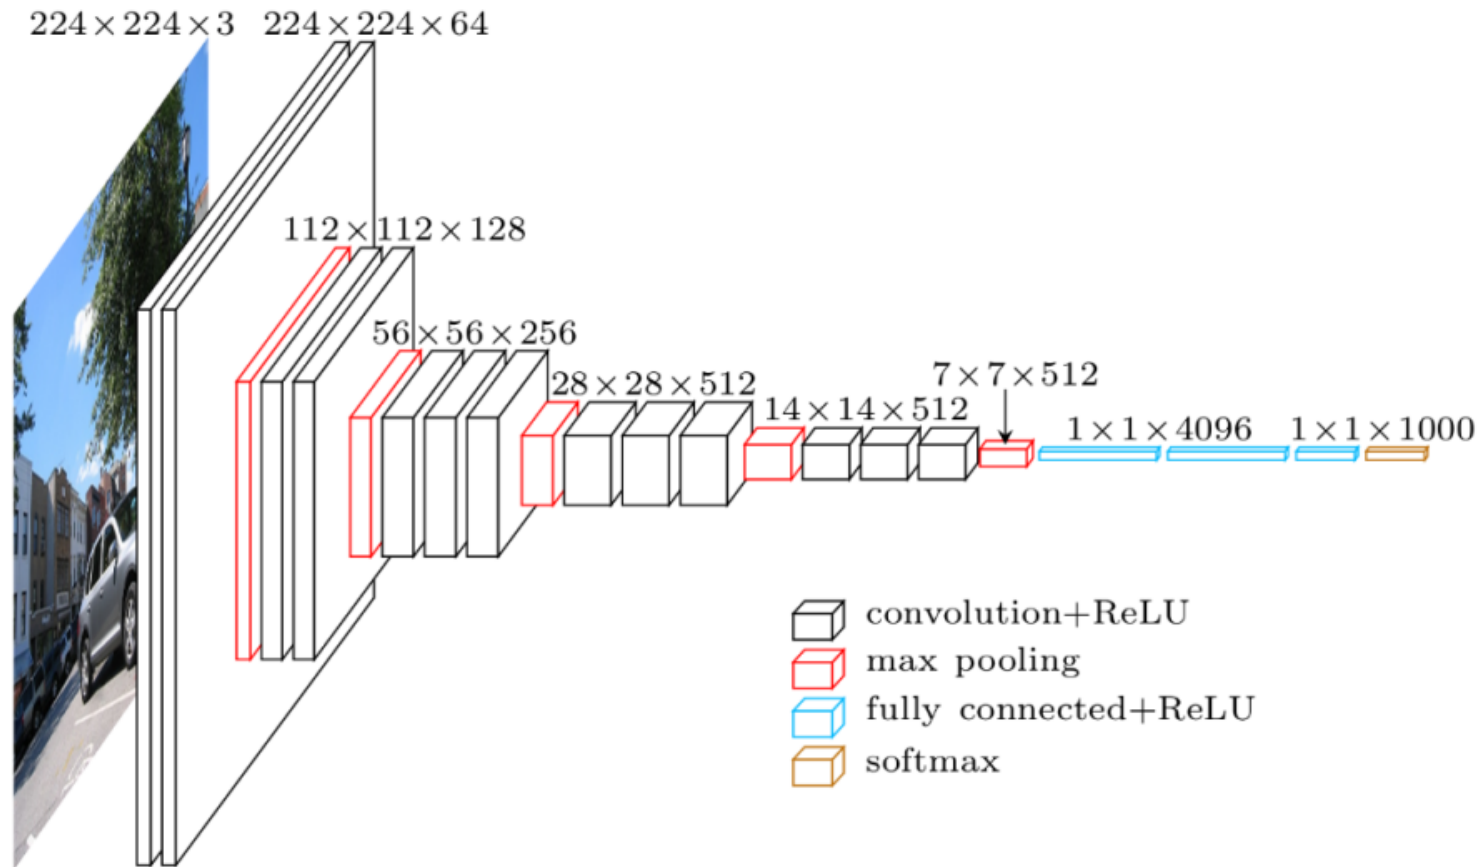 224×224×3
224×224×64
112×112×128
56×56×256
28×28×512
14×14×512
7×7×512
1×1×4096
1×1×1000
convolution+ReLU
max pooling
fully connected+ReLU
softmax